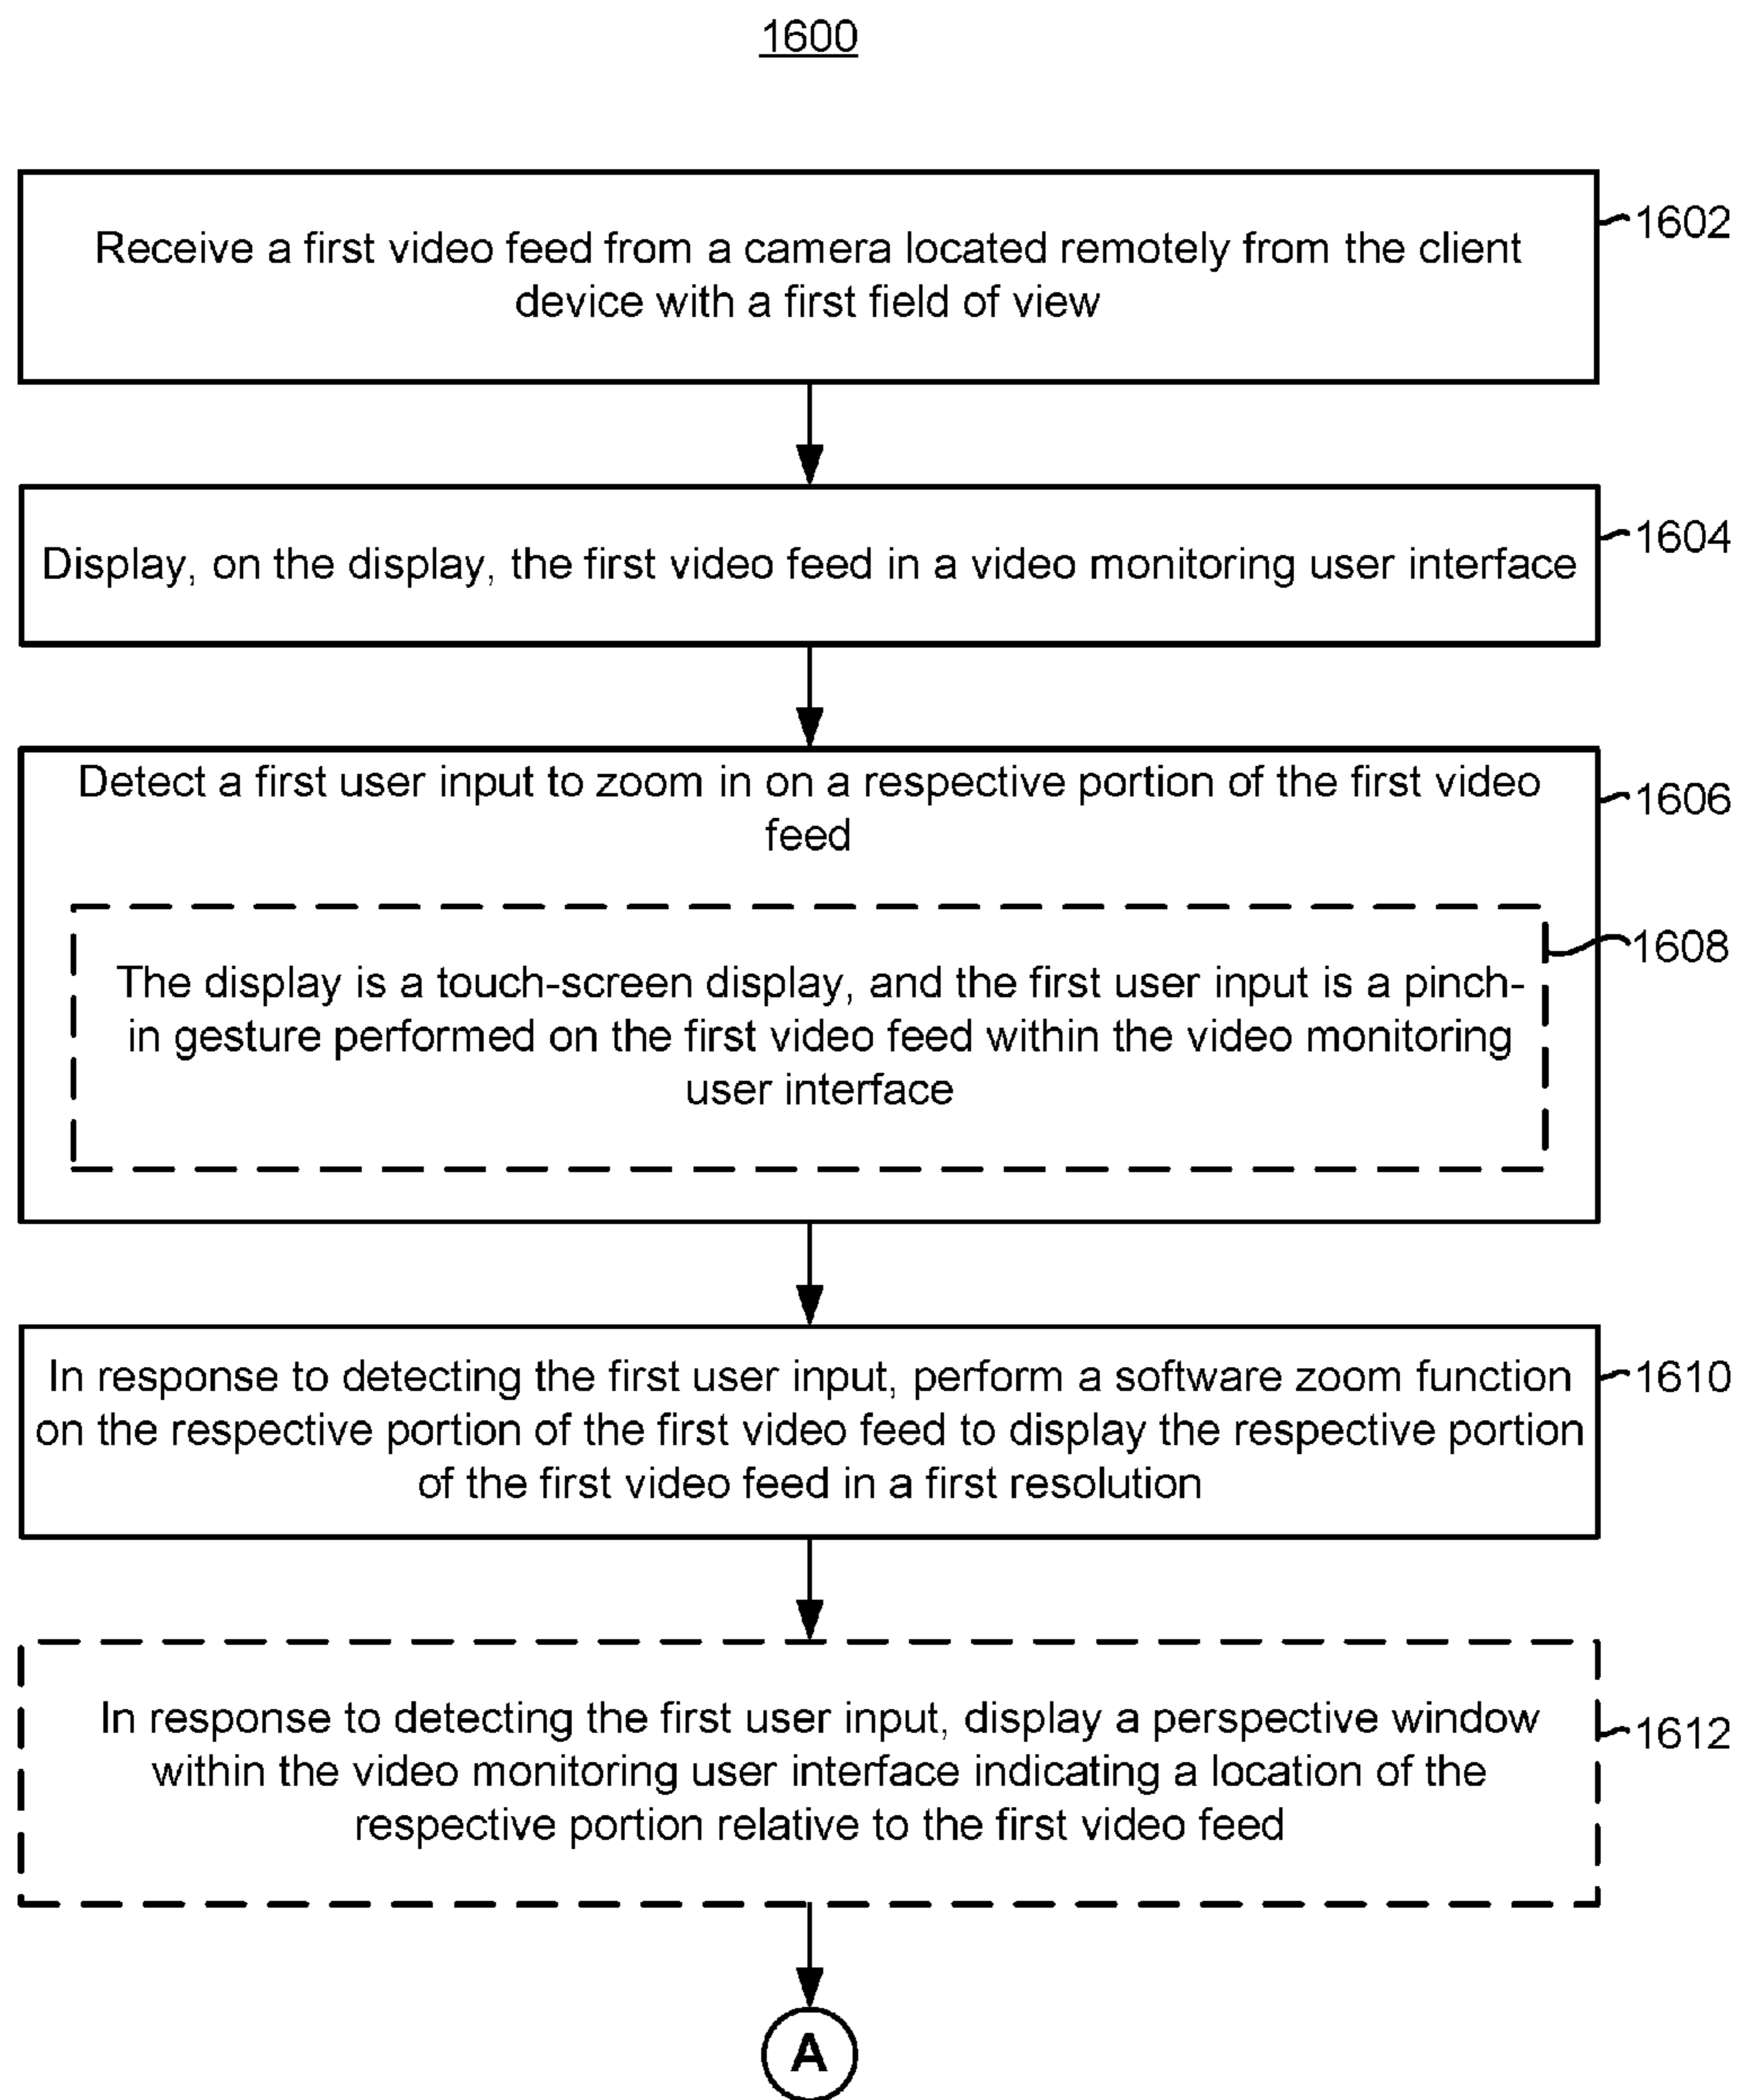 1600
Receive a first video feed from a camera located remotely from the client
device with a first field of view
1602
Display, on the display, the first video feed in a video monitoring user interface
1604
Detect a first user input to zoom in on a respective portion of the first video
feed
1606
The display is a touch-screen display, and the first user input is a pinch-
in gesture performed on the first video feed within the video monitoring
user interface
1608
In response to detecting the first user input, perform a software zoom function
on the respective portion of the first video feed to display the respective portion
of the first video feed in a first resolution
1610
In response to detecting the first user input, display a perspective window
within the video monitoring user interface indicating a location of the
respective portion relative to the first video feed
1612
A